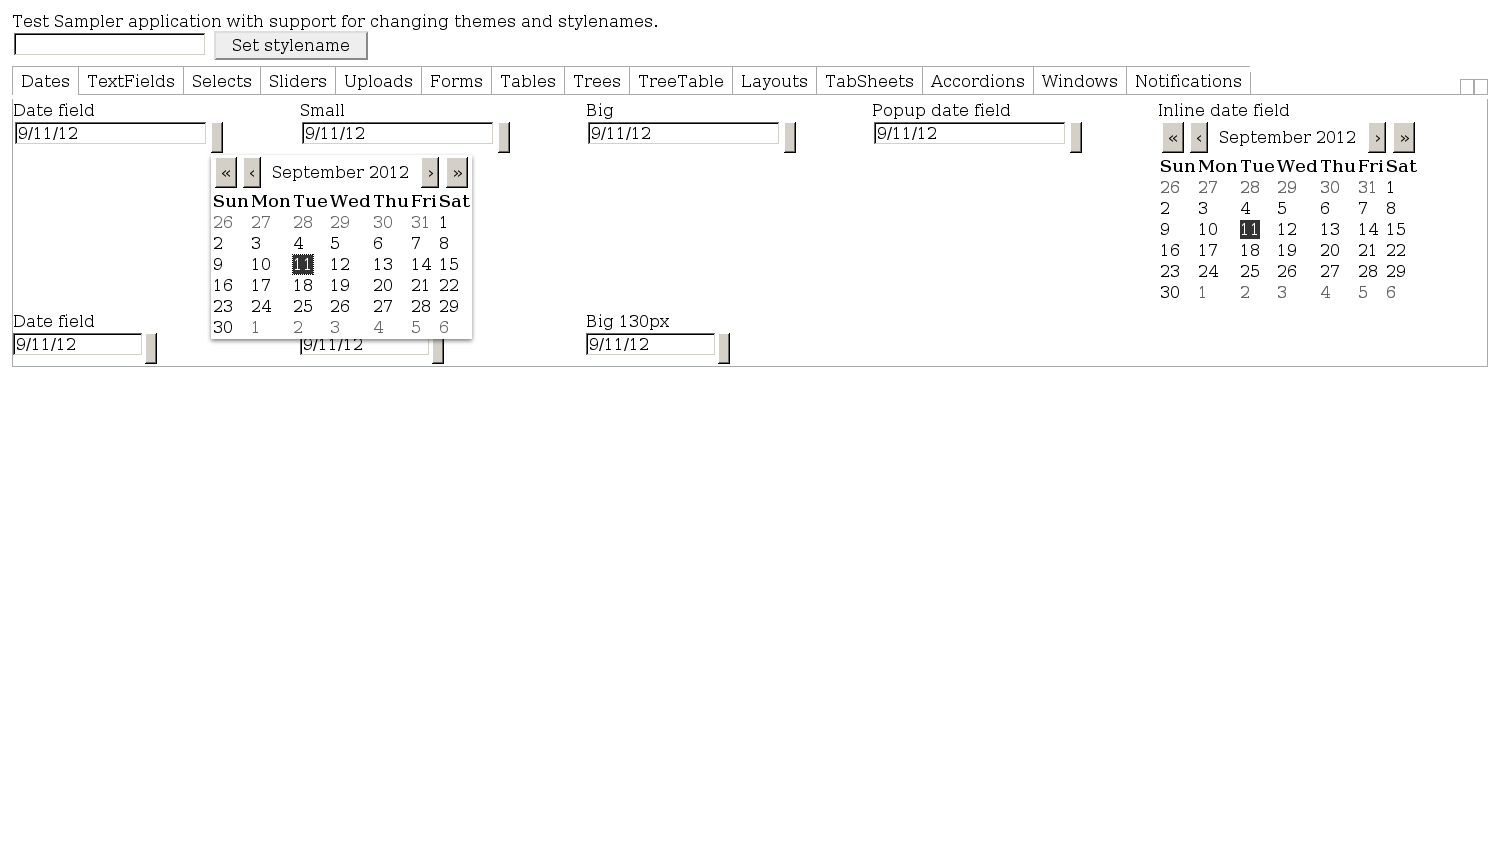 Test Sampler application with support for changing themes and stylenames.
Set stylename
Dates TextFields Selects Sliders Uploads Forms Tables Trees TreeTable Layouts TabSheets Accordions Windows Notifications
Date field Small Big Popup date field Inline date field
9/11/12 9/11/12 9/11/12 9/11/12
« ‹ September 2012 › »
Sun Mon Tue Wed Thu Fri Sat
26 27 28 29 30 31 1
2 3 4 5 6 7 8
9 10 11 12 13 14 15
16 17 18 19 20 21 22
23 24 25 26 27 28 29
30 1 2 3 4 5 6
« ‹ September 2012 › »
Sun Mon Tue Wed Thu Fri Sat
26 27 28 29 30 31 1
2 3 4 5 6 7 8
9 10 11 12 13 14 15
16 17 18 19 20 21 22
23 24 25 26 27 28 29
30 1 2 3 4 5 6
Date field Big 130px
9/11/12 9/11/12 9/11/12